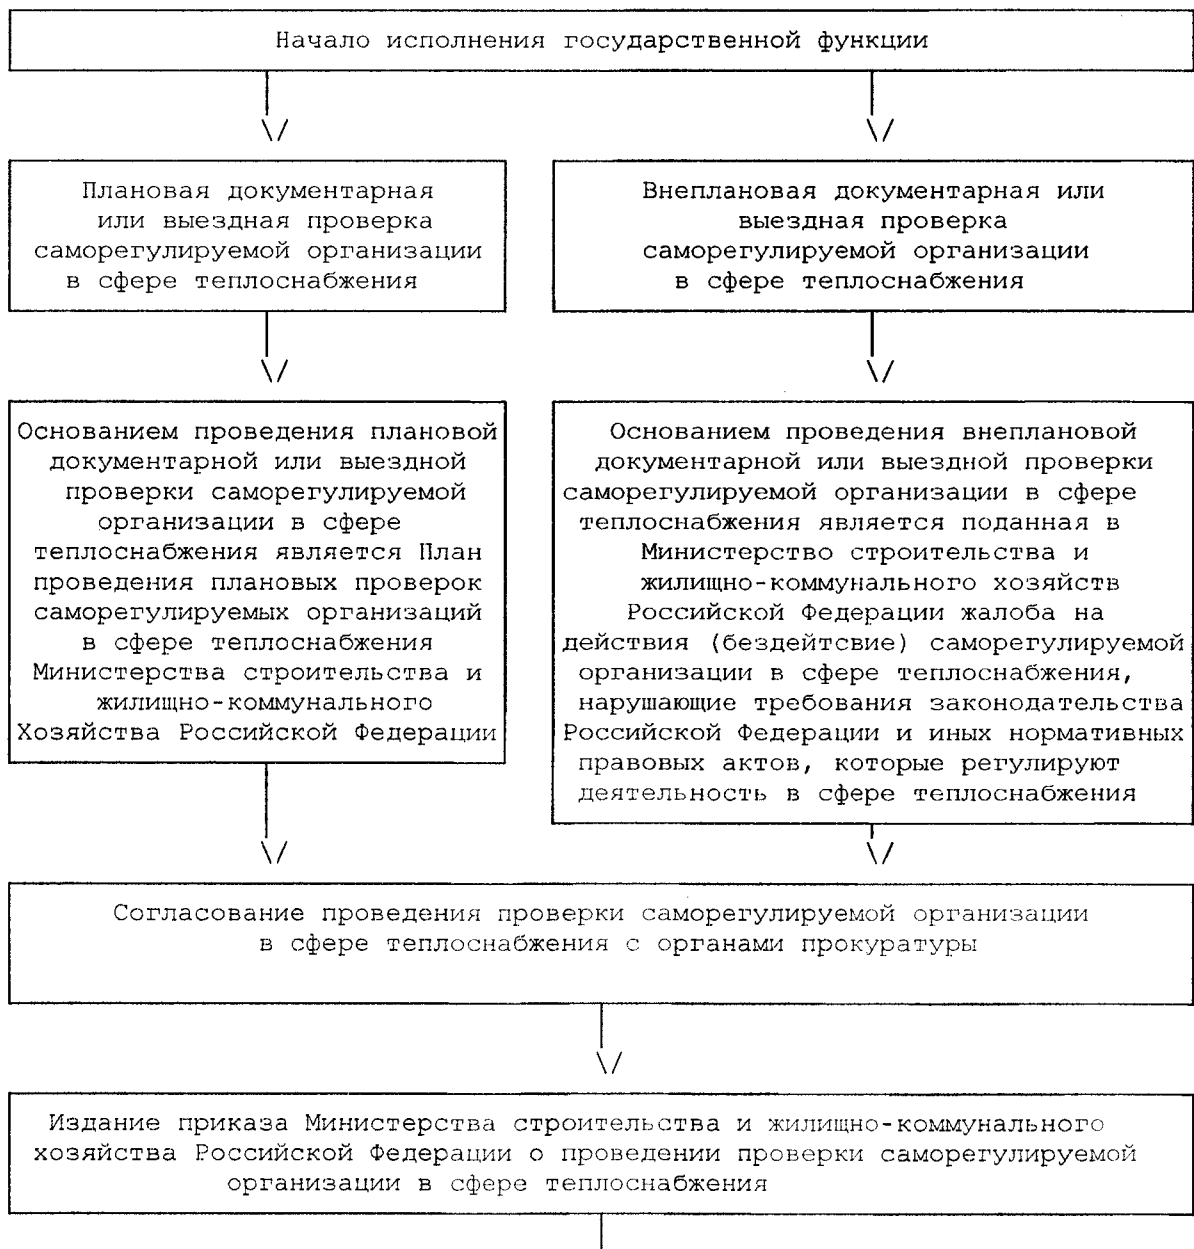 Начало исполнения государственной функции
Плановая документарная
или выездная проверка
саморегулируемой организации
в сфере теплоснабжения
Внеплановая документарная или
выездная проверка
саморегулируемой организации
в сфере теплоснабжения
Основанием проведения плановой
документарной или выездной
проверки саморегулируемой
организации в сфере
теплоснабжения является План
проведения плановых проверок
саморегулируемых организаций
в сфере теплоснабжения
Министерства строительства и
жилищно-коммунального
Хозяйства Российской Федерации
Основанием проведения внеплановой
документарной или выездной проверки
саморегулируемой организации в сфере
теплоснабжения является поданная в
Министерство строительства и
жилищно-коммунального хозяйств
Российской Федерации жалоба на
действия (бездейтсвие) саморегулируемой
организации в сфере теплоснабжения,
нарушающие требования законодательства
Российской Федерации и иных нормативных
правовых актов, которые регулируют
деятельность в сфере теплоснабжения
Согласование проведения проверки саморегулируемой организации
в сфере теплоснабжения с органами прокуратуры
Издание приказа Министерства строительства и жилищно-коммунального
хозяйства Российской Федерации о проведении проверки саморегулируемой
организации в сфере теплоснабжения